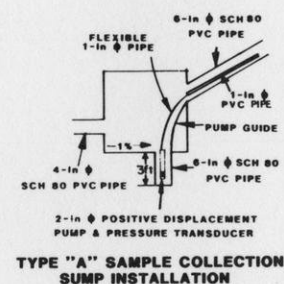 6-In ϕ SCH 80
PVC PIPE
FLEXIBLE
1-In ϕ PIPE
1-In ϕ
PVC PIPE
PUMP GUIDE
~1%
4-In ϕ
SCH 80 PVC PIPE
3ft
6-In ϕ SCH 80
PVC PIPE
2-In ϕ POSITIVE DISPLACEMENT
PUMP & PRESSURE TRANSDUCER
TYPE "A" SAMPLE COLLECTION
SUMP INSTALLATION